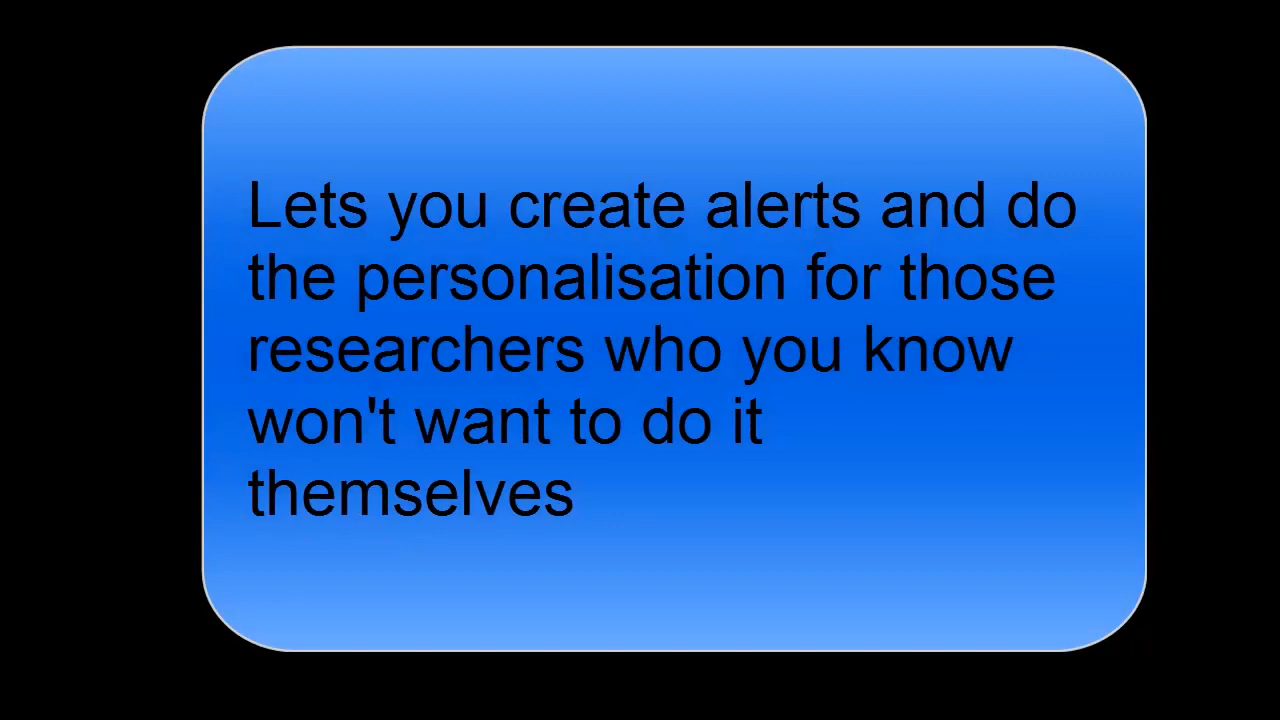 Lets you create alerts and do
the personalisation for those
researchers who you know
won't want to do it
themselves